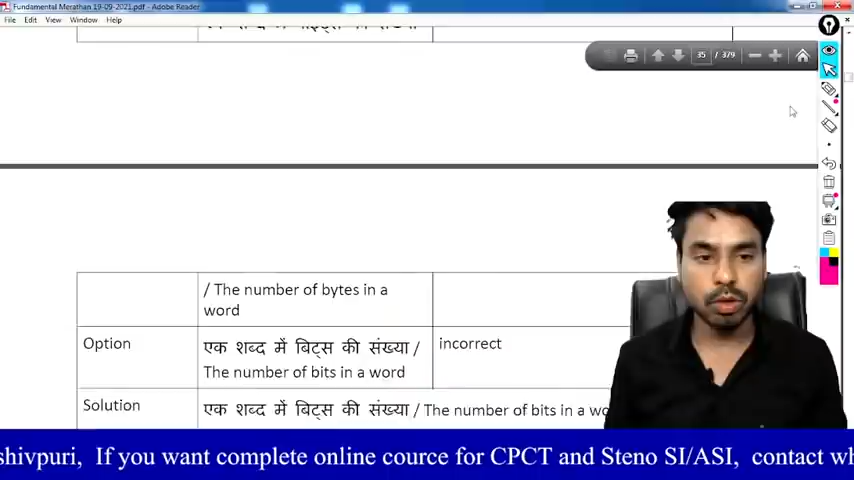 Fundamental Merathan 19-09-2021.pdf - Adobe Reader
File Edit View Window Help
35 / 379
/ The number of bytes in a
word
Option
एक शब्द में बिट्स की संख्या /
The number of bits in a word
incorrect
Solution
एक शब्द में बिट्स की संख्या / The number of bits in a wo
shivpuri, If you want complete online cource for CPCT and Steno SI/ASI, contact wh